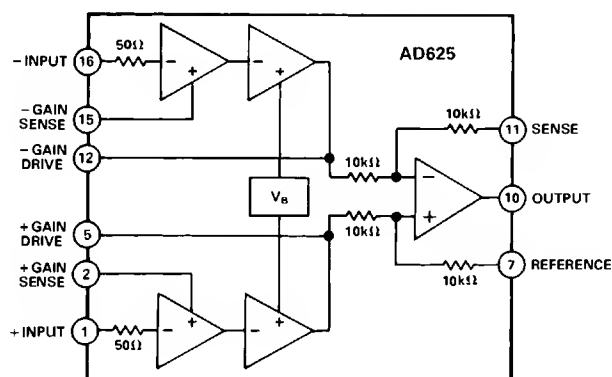 AD625
50Ω
− INPUT 16
− +
− +
− GAIN
SENSE 15
− GAIN
DRIVE 12
10kΩ
11 SENSE
10kΩ
VB
−
+
10 OUTPUT
+ GAIN
DRIVE 5
10kΩ
+ GAIN
SENSE 2
10kΩ
7 REFERENCE
+ INPUT 1
50Ω
− +
− +